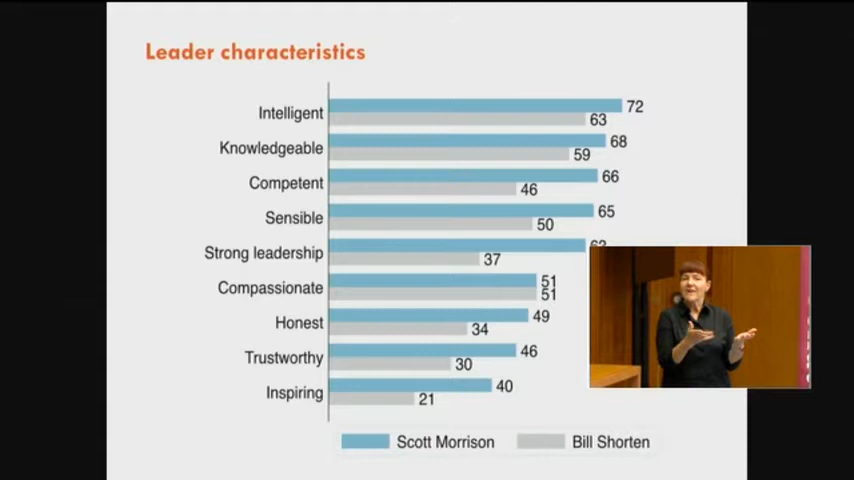 Leader characteristics
Intelligent 72
63
Knowledgeable 68
59
Competent 66
46
Sensible 65
50
Strong leadership
37
Compassionate 51
51
Honest 49
34
Trustworthy 46
30
Inspiring 40
21
Scott Morrison Bill Shorten